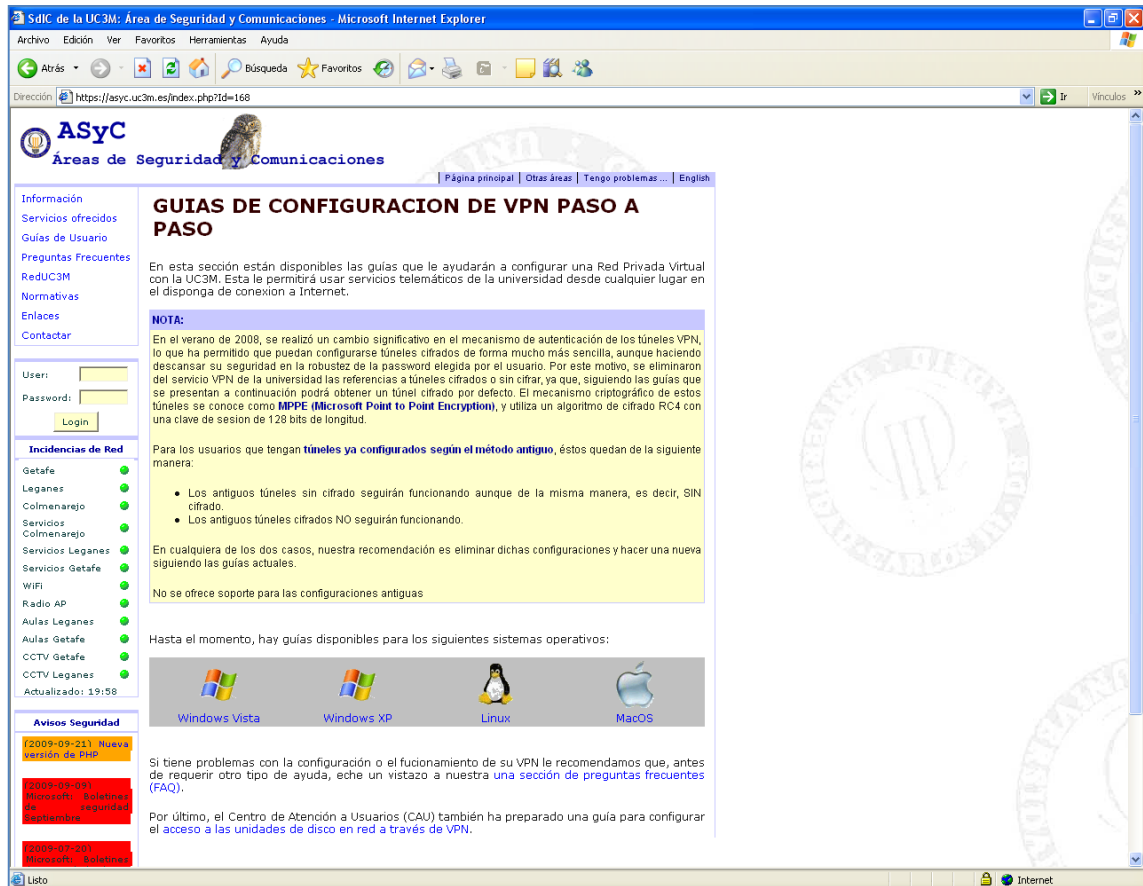 SdIC de la UC3M: Área de Seguridad y Comunicaciones - Microsoft Internet Explorer
Archivo Edición Ver Favoritos Herramientas Ayuda
Atrás Búsqueda Favoritos
Dirección https://asyc.uc3m.es/index.php?Id=168 Ir Vínculos »
ASyC
Áreas de Seguridad y Comunicaciones
Página principal | Otras áreas | Tengo problemas ... | English
Información
Servicios ofrecidos
Guías de Usuario
Preguntas Frecuentes
RedUC3M
Normativas
Enlaces
Contactar
User:
Password:
Login
Incidencias de Red
Getafe
Leganes
Colmenarejo
Servicios
Colmenarejo
Servicios Leganes
Servicios Getafe
WiFi
Radio AP
Aulas Leganes
Aulas Getafe
CCTV Getafe
CCTV Leganes
Actualizado: 19:58
Avisos Seguridad
(2009-09-21) Nueva
versión de PHP
(2009-09-09)
Microsoft: Boletines
de seguridad
Septiembre
(2009-07-20)
Microsoft: Boletines
GUIAS DE CONFIGURACION DE VPN PASO A
PASO
En esta sección están disponibles las guías que le ayudarán a configurar una Red Privada Virtual
con la UC3M. Esta le permitirá usar servicios telemáticos de la universidad desde cualquier lugar en
el disponga de conexion a Internet.
NOTA:
En el verano de 2008, se realizó un cambio significativo en el mecanismo de autenticación de los túneles VPN,
lo que ha permitido que puedan configurarse túneles cifrados de forma mucho más sencilla, aunque haciendo
descansar su seguridad en la robustez de la password elegida por el usuario. Por este motivo, se eliminaron
del servicio VPN de la universidad las referencias a túneles cifrados o sin cifrar, ya que, siguiendo las guías que
se presentan a continuación podrá obtener un túnel cifrado por defecto. El mecanismo criptográfico de estos
túneles se conoce como MPPE (Microsoft Point to Point Encryption), y utiliza un algoritmo de cifrado RC4 con
una clave de sesion de 128 bits de longitud.
Para los usuarios que tengan túneles ya configurados según el método antiguo, éstos quedan de la siguiente
manera:
• Los antiguos túneles sin cifrado seguirán funcionando aunque de la misma manera, es decir, SIN
cifrado.
• Los antiguos túneles cifrados NO seguirán funcionando.
En cualquiera de los dos casos, nuestra recomendación es eliminar dichas configuraciones y hacer una nueva
siguiendo las guías actuales.
No se ofrece soporte para las configuraciones antiguas
Hasta el momento, hay guías disponibles para los siguientes sistemas operativos:
Windows Vista Windows XP Linux MacOS
Si tiene problemas con la configuración o el fucionamiento de su VPN le recomendamos que, antes
de requerir otro tipo de ayuda, eche un vistazo a nuestra una sección de preguntas frecuentes
(FAQ).
Por último, el Centro de Atención a Usuarios (CAU) también ha preparado una guía para configurar
el acceso a las unidades de disco en red a través de VPN.
Listo Internet